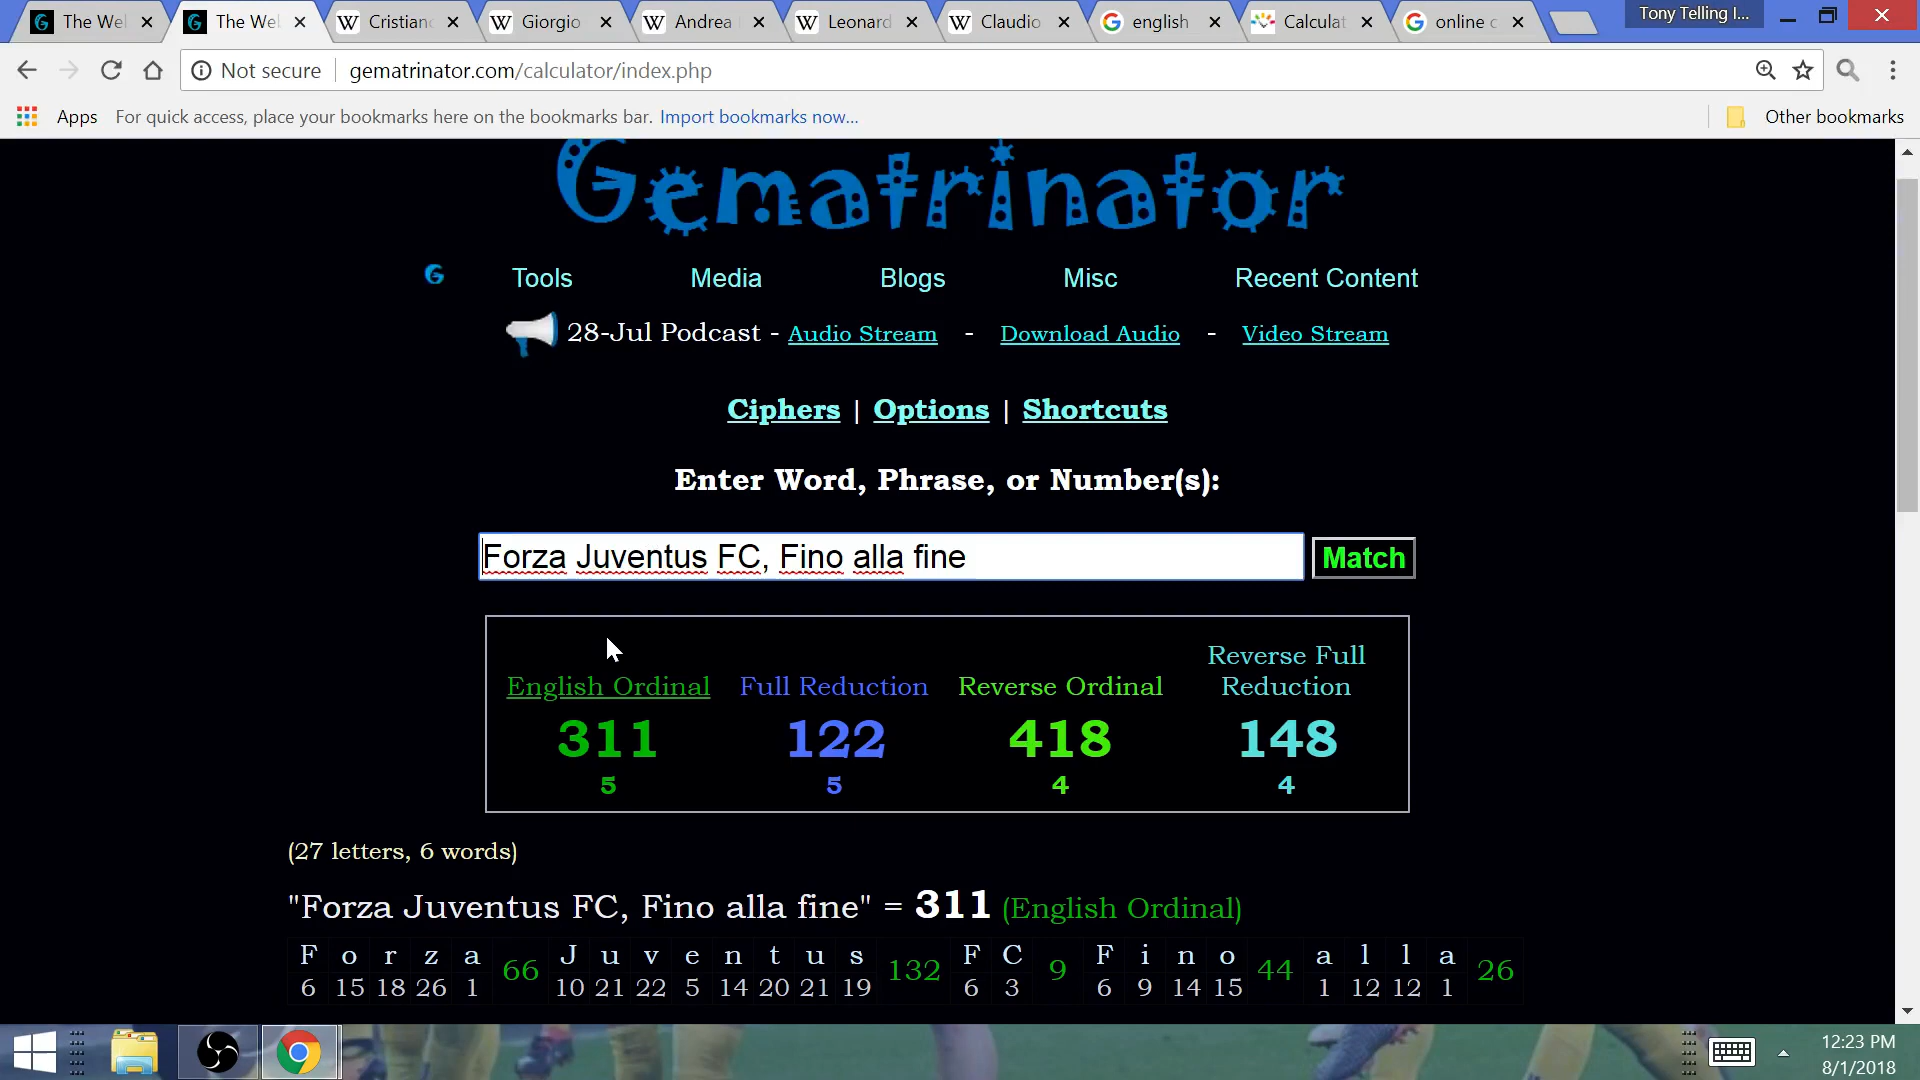 The Wel The Wel Cristiano Giorgio Andrea Leonard Claudio english Calculat online c Tony Telling I...
Not secure gematrinator.com/calculator/index.php
Apps For quick access, place your bookmarks here on the bookmarks bar. Import bookmarks now... Other bookmarks
Gematrinator
G Tools Media Blogs Misc Recent Content
28-Jul Podcast - Audio Stream - Download Audio - Video Stream
Ciphers | Options | Shortcuts
Enter Word, Phrase, or Number(s):
Forza Juventus FC, Fino alla fine Match
Reverse Full
English Ordinal Full Reduction Reverse Ordinal Reduction
311 122 418 148
5 5 4 4
(27 letters, 6 words)
"Forza Juventus FC, Fino alla fine" = 311 (English Ordinal)
F o r z a 66 J u v e n t u s 132 F C 9 F i n o 44 a l l a 26
6 15 18 26 1 10 21 22 5 14 20 21 19 6 3 6 9 14 15 1 12 12 1
12:23 PM
8/1/2018